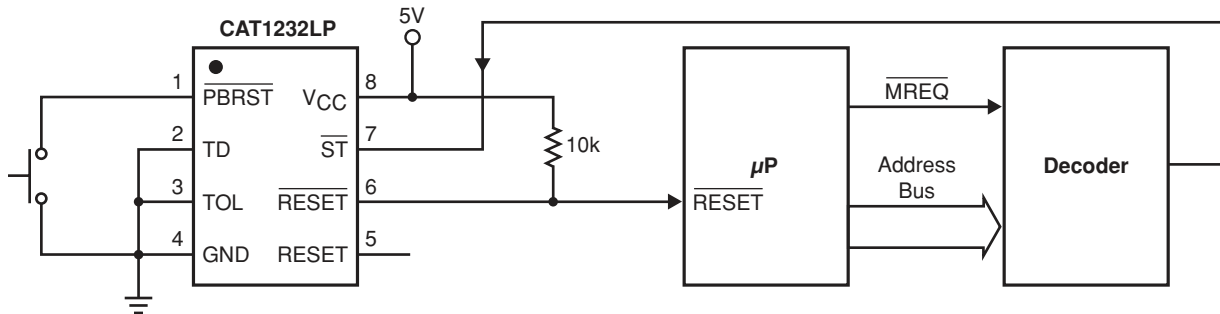 CAT1232LP
5V
1
PBRST
VCC
8
2
TD
ST
7
3
TOL
RESET
6
4
GND
RESET
5
10k
µP
RESET
MREQ
Address
Bus
Decoder